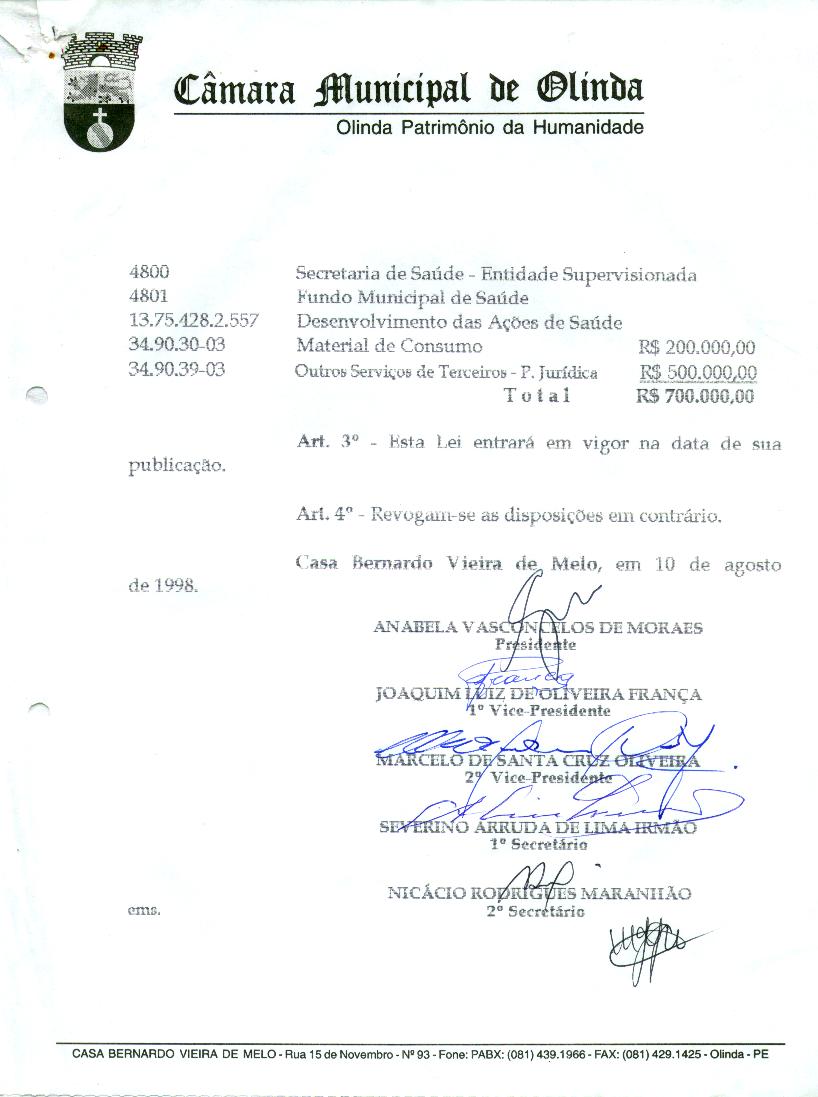 Câmara Municipal de Olinda
Olinda Patrimônio da Humanidade
4800 Secretaria de Saúde - Entidade Supervisionada
4801 Fundo Municipal de Saúde
13.75.428.2.557 Desenvolvimento das Ações de Saúde
34.90.30-03 Material de Consumo R$ 200.000,00
34.90.39-03 Outros Serviços de Terceiros - P. Jurídica R$ 500.000,00
Total R$ 700.000,00
Art. 3º - Esta Lei entrará em vigor na data de sua
publicação.
Art. 4º - Revogam-se as disposições em contrário.
Casa Bernardo Vieira de Melo, em 10 de agosto
de 1998.
ANABELA VASCONCELOS DE MORAES
Presidente
JOAQUIM LUIZ DE OLIVEIRA FRANÇA
1º Vice-Presidente
MARCELO DE SANTA CRUZ OLIVEIRA
2º Vice-Presidente
SEVERINO ARRUDA DE LIMA IRMÃO
1º Secretário
NICÁCIO RODRIGUES MARANHÃO
ems. 2º Secretário
CASA BERNARDO VIEIRA DE MELO - Rua 15 de Novembro - Nº 93 - Fone: PABX: (081) 439.1966 - FAX: (081) 429.1425 - Olinda - PE